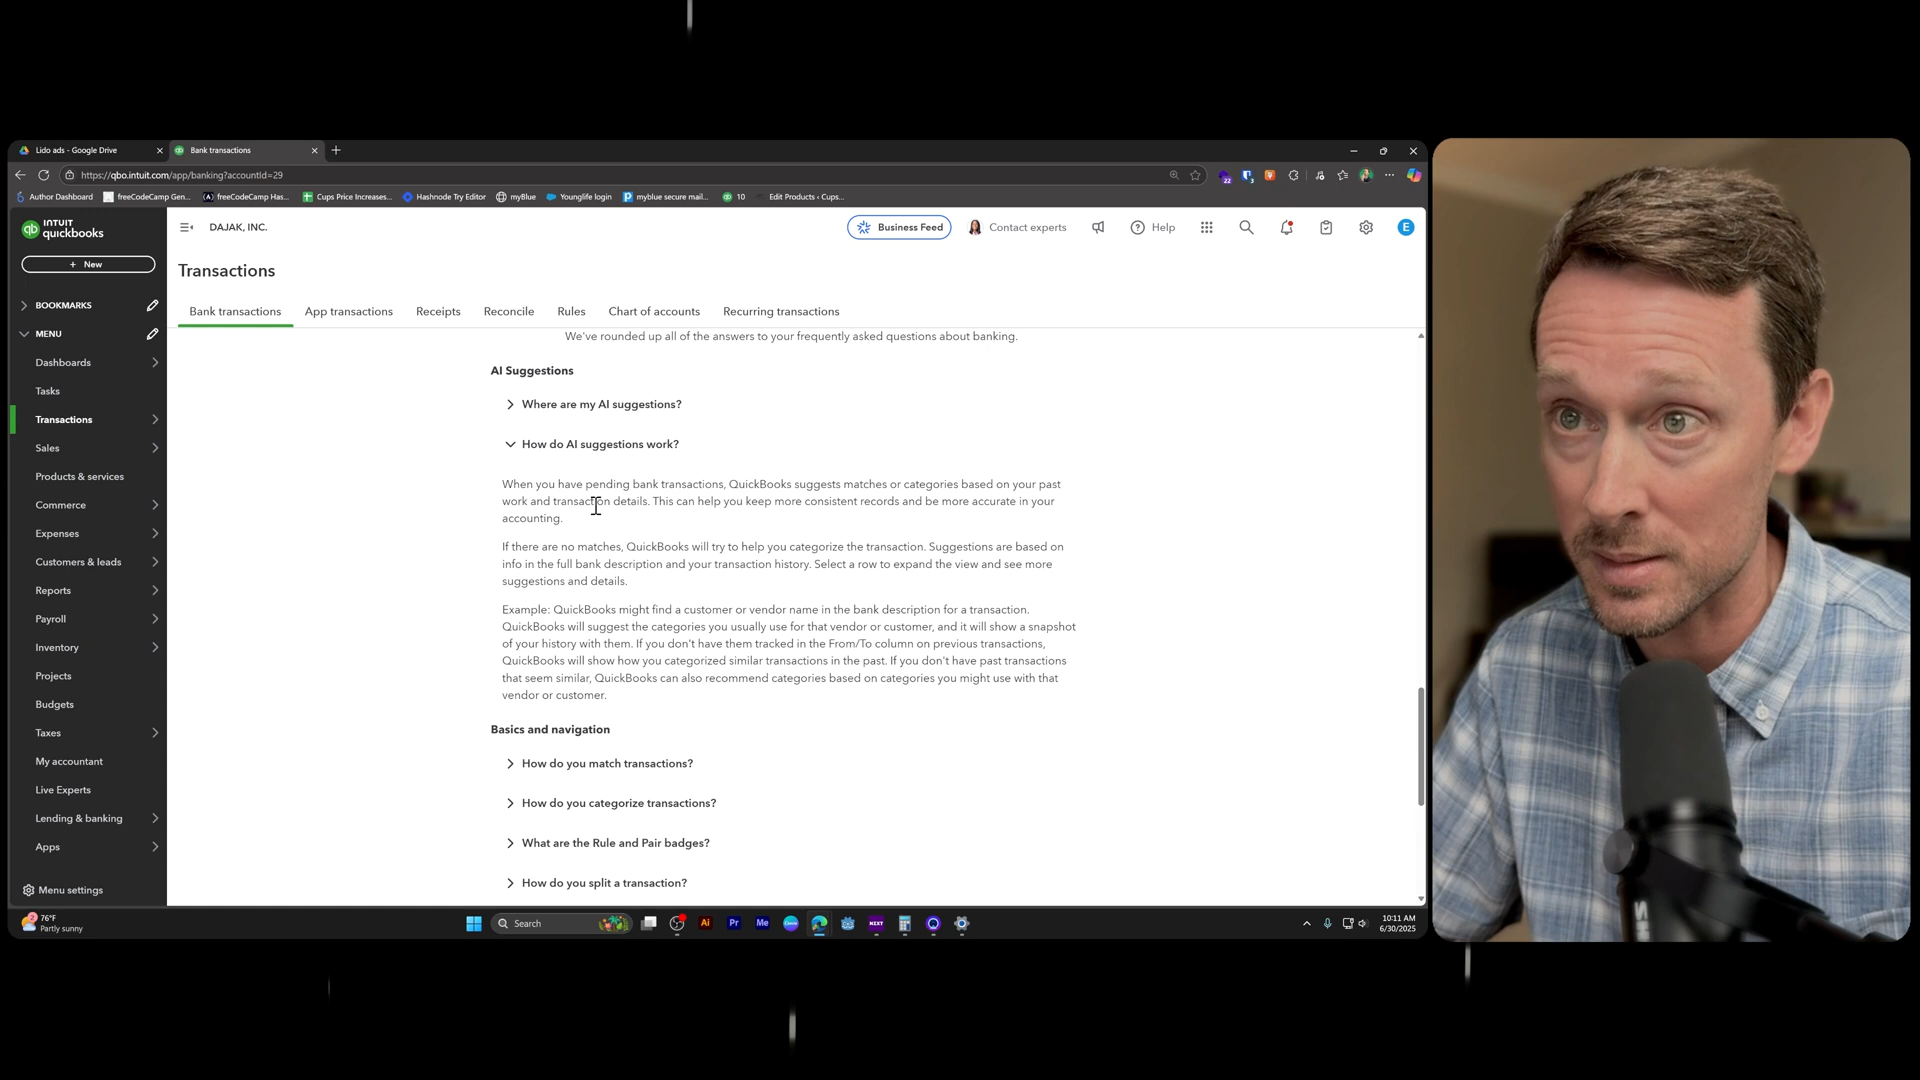 Lido ads - Google Drive
Bank transactions
https://qbo.intuit.com/app/banking?accountId=29
22
3
Author Dashboard
freeCodeCamp Gen...
freeCodeCamp Has...
Cups Price Increases...
Hashnode Try Editor
myBlue
Younglife login
myblue secure mail...
10
Edit Products ‹ Cups...
qb
INTUIT
quickbooks
DAJAK, INC.
Business Feed
Contact experts
Help
E
+ New
BOOKMARKS
MENU
Dashboards
Tasks
Transactions
Sales
Products & services
Commerce
Expenses
Customers & leads
Reports
Payroll
Inventory
Projects
Budgets
Taxes
My accountant
Live Experts
Lending & banking
Apps
Menu settings
Transactions
Bank transactions
App transactions
Receipts
Reconcile
Rules
Chart of accounts
Recurring transactions
We've rounded up all of the answers to your frequently asked questions about banking.
AI Suggestions
Where are my AI suggestions?
How do AI suggestions work?
When you have pending bank transactions, QuickBooks suggests matches or categories based on your past
work and transaction details. This can help you keep more consistent records and be more accurate in your
accounting.
If there are no matches, QuickBooks will try to help you categorize the transaction. Suggestions are based on
info in the full bank description and your transaction history. Select a row to expand the view and see more
suggestions and details.
Example: QuickBooks might find a customer or vendor name in the bank description for a transaction.
QuickBooks will suggest the categories you usually use for that vendor or customer, and it will show a snapshot
of your history with them. If you don't have them tracked in the From/To column on previous transactions,
QuickBooks will show how you categorized similar transactions in the past. If you don't have past transactions
that seem similar, QuickBooks can also recommend categories based on categories you might use with that
vendor or customer.
Basics and navigation
How do you match transactions?
How do you categorize transactions?
What are the Rule and Pair badges?
How do you split a transaction?
2
76°F
Partly sunny
Search
Ai
Pr
Me
NEXT
10:11 AM
6/30/2025